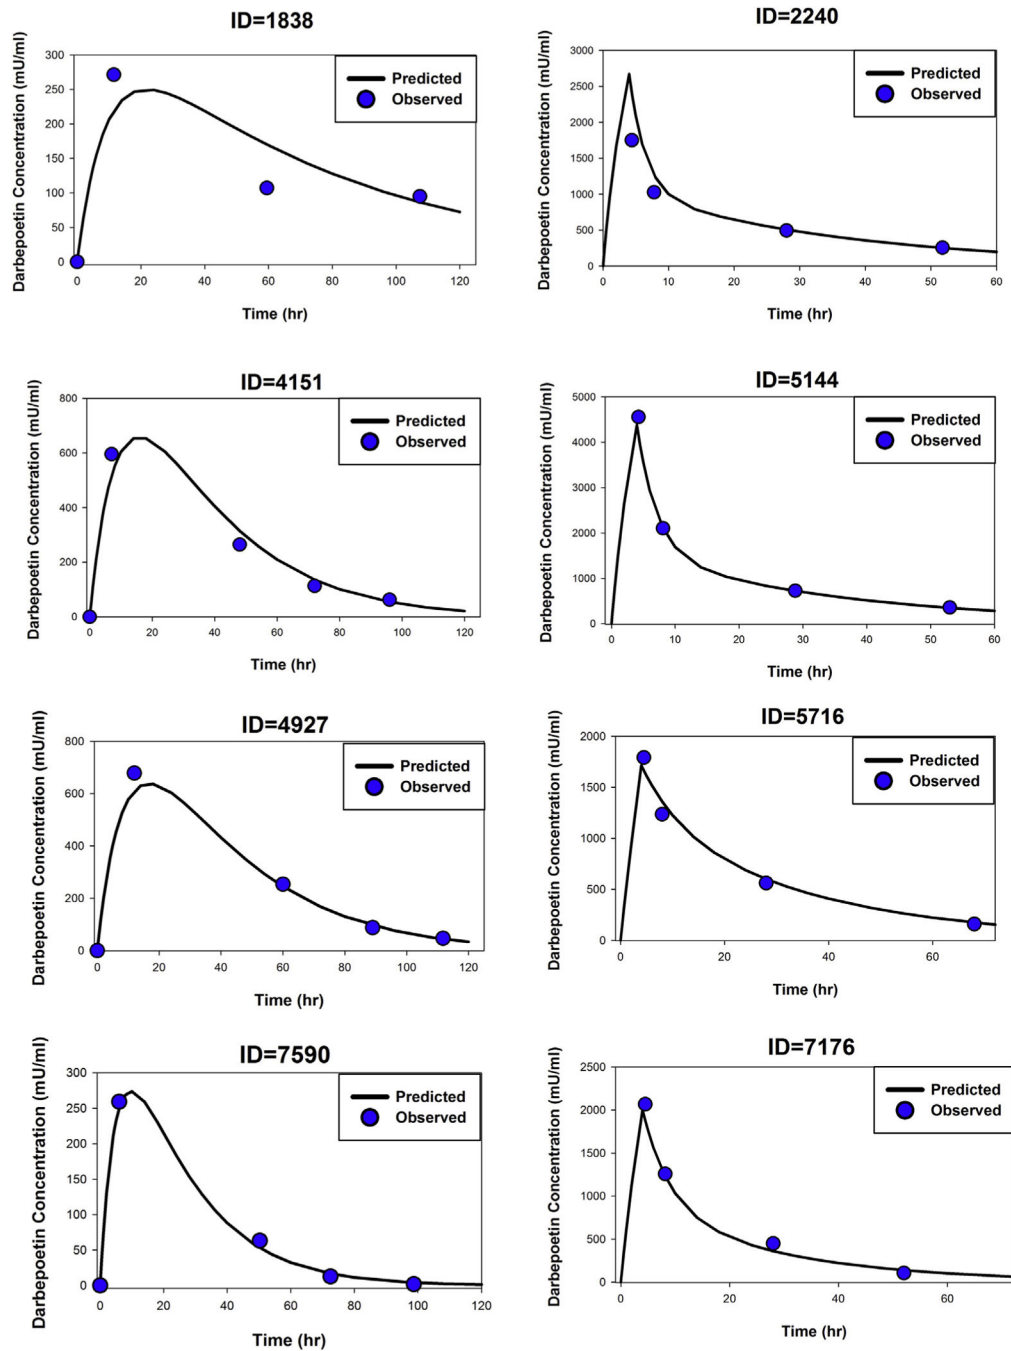 ID=1838
Darbepoetin Concentration (mU/ml)
300
250
200
150
100
50
0
0 20 40 60 80 100 120
Time (hr)
Predicted
Observed
ID=2240
Darbepoetin Concentration (mU/ml)
3000
2500
2000
1500
1000
500
0
0 10 20 30 40 50 60
Time (hr)
Predicted
Observed
ID=4151
Darbepoetin Concentration (mU/ml)
800
600
400
200
0
0 20 40 60 80 100 120
Time (hr)
Predicted
Observed
ID=5144
Darbepoetin Concentration (mU/ml)
5000
4000
3000
2000
1000
0
0 10 20 30 40 50 60
Time (hr)
Predicted
Observed
ID=4927
Darbepoetin Concentration (mU/ml)
800
600
400
200
0
0 20 40 60 80 100 120
Time (hr)
Predicted
Observed
ID=5716
Darbepoetin Concentration (mU/ml)
2000
1500
1000
500
0
0 20 40 60
Time (hr)
Predicted
Observed
ID=7590
Darbepoetin Concentration (mU/ml)
300
250
200
150
100
50
0
0 20 40 60 80 100 120
Time (hr)
Predicted
Observed
ID=7176
Darbepoetin Concentration (mU/ml)
2500
2000
1500
1000
500
0
0 20 40 60
Time (hr)
Predicted
Observed